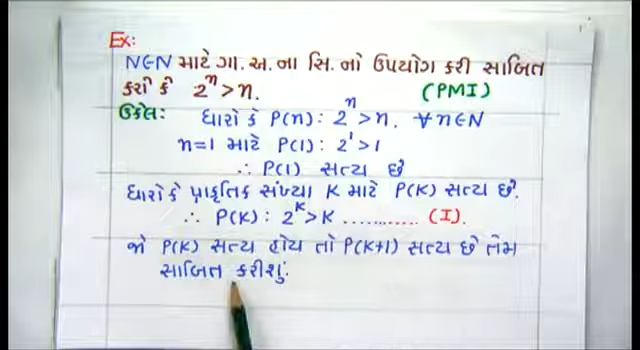 Ex:
N∈N માટે ગા. અ. ના સિ. નો ઉપયોગ કરી સાબિત
કરો કે 2ⁿ > n. (PMI)
ઉકેલ: ધારો કે P(n): 2ⁿ > n. ∀n∈N
n=1 માટે P(1): 2¹ > 1
∴ P(1) સત્ય છે
ધારો કે પ્રાકૃતિક સંખ્યા K માટે P(K) સત્ય છે.
∴ P(K): 2ᴷ > K ............ (I).
જો P(K) સત્ય હોય તો P(K+1) સત્ય છે તેમ
સાબિત કરીશું.